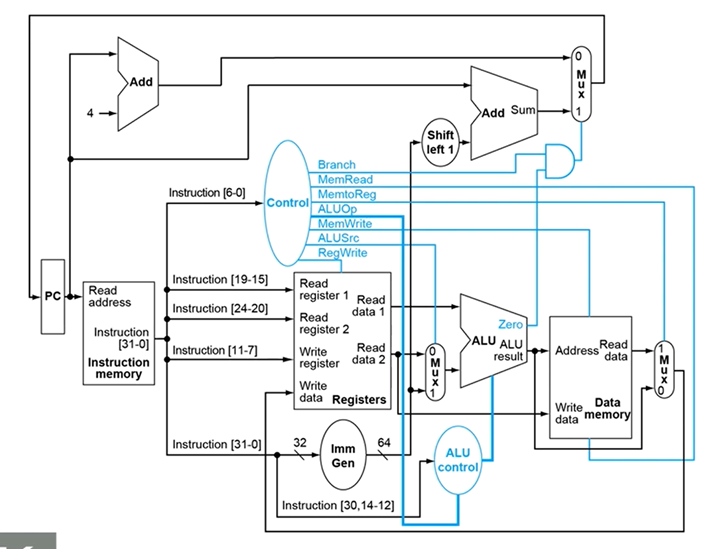 0
Add
M
u
x
Add Sum
4
1
Shift
left 1
Branch
MemRead
Instruction [6-0]
MemtoReg
Control
ALUOp
MemWrite
ALUSrc
RegWrite
Instruction [19-15]
Read
register 1
Read
data 1
Instruction [24-20]
Read
register 2
PC
Read
address
Instruction
[31-0]
Instruction
memory
Instruction [11-7]
Write
register
Read
data 2
Write
data
Registers
0
M
u
x
1
Zero
ALU
ALU
result
Address
Read
data
Write
data
Data
memory
1
M
u
x
0
Instruction [31-0]
32
Imm
Gen
64
ALU
control
Instruction [30,14-12]